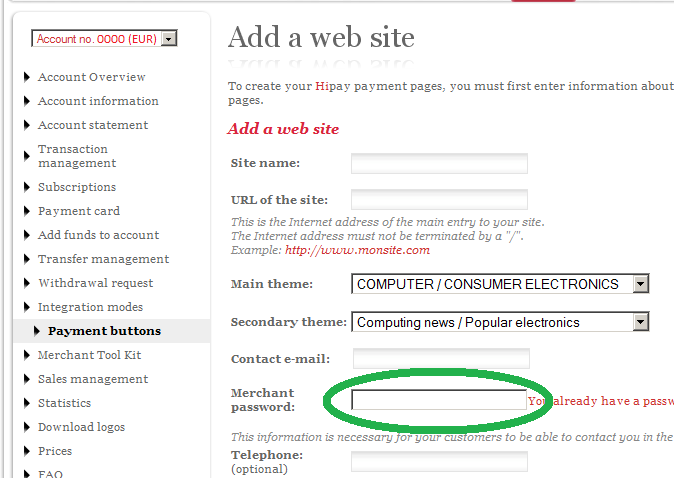 Account no. 0000 (EUR)
Account Overview
Account information
Account statement
Transaction
management
Subscriptions
Payment card
Add funds to account
Transfer management
Withdrawal request
Integration modes
Payment buttons
Merchant Tool Kit
Sales management
Statistics
Download logos
Prices
FAQ
Add a web site
To create your Hipay payment pages, you must first enter information about
pages.
Add a web site
Site name:
URL of the site:
This is the Internet address of the main entry to your site.
The Internet address must not be terminated by a "/".
Example: http://www.monsite.com
Main theme: COMPUTER / CONSUMER ELECTRONICS
Secondary theme: Computing news / Popular electronics
Contact e-mail:
Merchant
password:
You already have a passw
This information is necessary for your customers to be able to contact you in the
Telephone:
(optional)